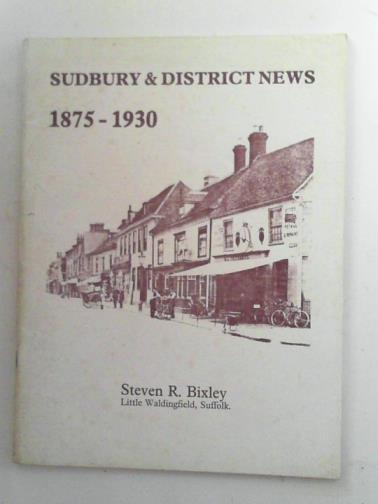 SUDBURY & DISTRICT NEWS
1875 - 1930
Steven R. Bixley
Little Waldingfield, Suffolk.